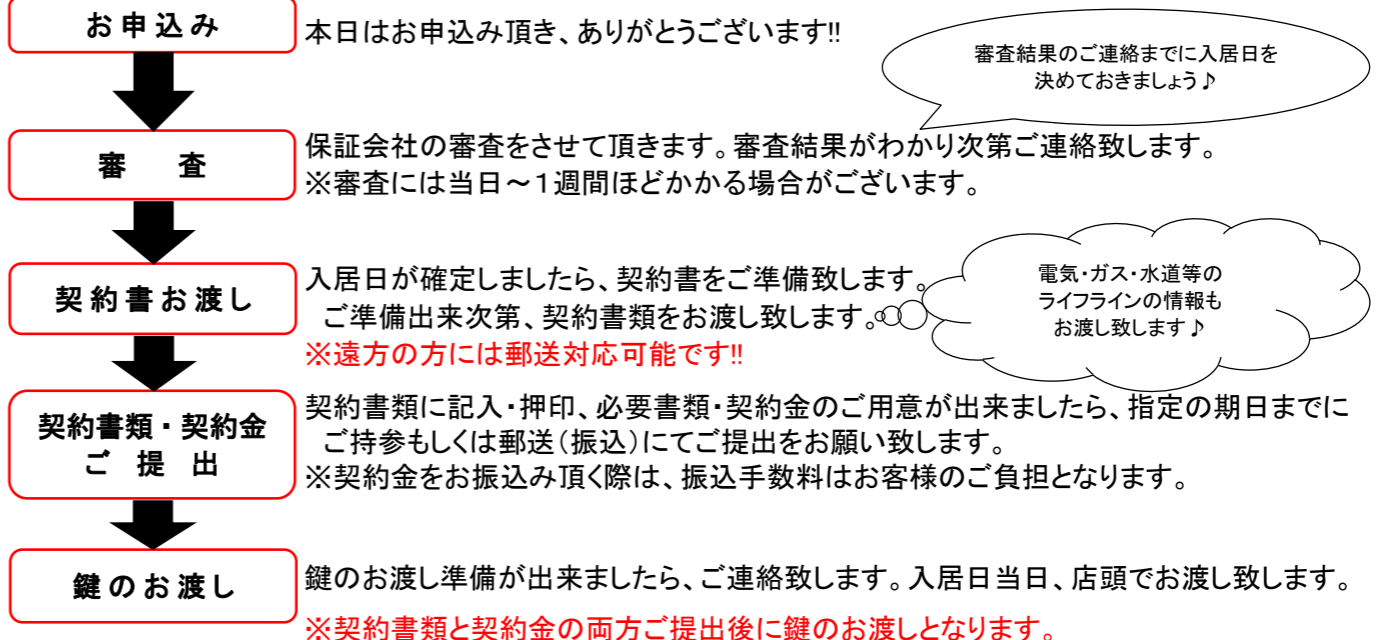 お申込み
本日はお申込み頂き、ありがとうございます!!
審査結果のご連絡までに入居日を
決めておきましょう♪
審　査
保証会社の審査をさせて頂きます。審査結果がわかり次第ご連絡致します。
※審査には当日～１週間ほどかかる場合がございます。
契約書お渡し
入居日が確定しましたら、契約書をご準備致します。
ご準備出来次第、契約書類をお渡し致します。
※遠方の方には郵送対応可能です!!
電気・ガス・水道等の
ライフラインの情報も
お渡し致します♪
契約書類・契約金
ご　提　出
契約書類に記入・押印、必要書類・契約金のご用意が出来ましたら、指定の期日までに
ご持参もしくは郵送（振込）にてご提出をお願い致します。
※契約金をお振込み頂く際は、振込手数料はお客様のご負担となります。
鍵のお渡し
鍵のお渡し準備が出来ましたら、ご連絡致します。入居日当日、店頭でお渡し致します。
※契約書類と契約金の両方ご提出後に鍵のお渡しとなります。